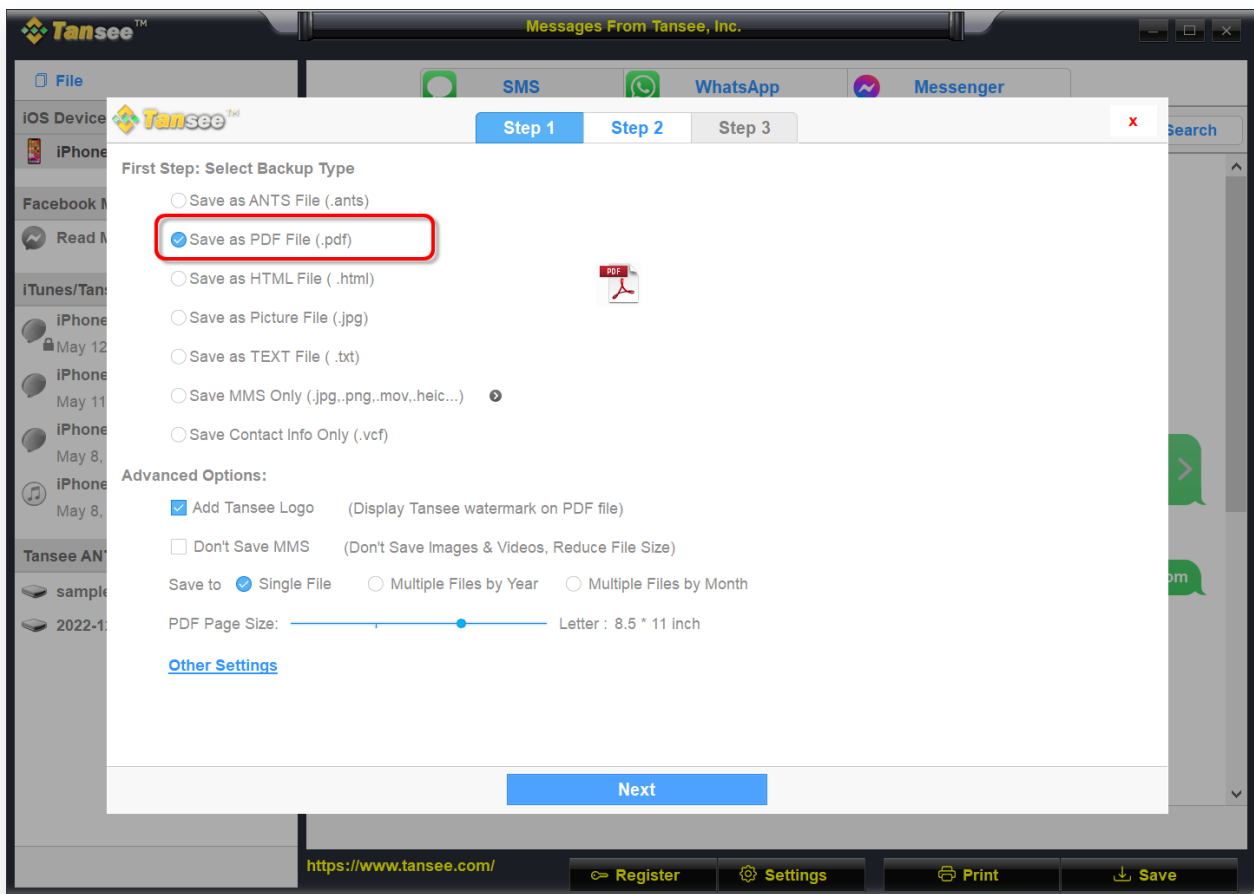 Tansee™
Messages From Tansee, Inc.
File
SMS
WhatsApp
Messenger
iOS Device
Tansee™
Step 1
Step 2
Step 3
x
Search
iPhone
First Step: Select Backup Type
Save as ANTS File (.ants)
Facebook M
Read M
Save as PDF File (.pdf)
Save as HTML File ( .html)
PDF
iTunes/Tans
iPhone
May 12
Save as Picture File (.jpg)
Save as TEXT File ( .txt)
iPhone
May 11
Save MMS Only (.jpg,.png,.mov,.heic...)
iPhone
May 8,
Save Contact Info Only (.vcf)
Advanced Options:
iPhone
May 8,
Add Tansee Logo (Display Tansee watermark on PDF file)
Don't Save MMS (Don't Save Images & Videos, Reduce File Size)
Tansee AN
sample
om
Save to Single File Multiple Files by Year Multiple Files by Month
2022-1
PDF Page Size: Letter : 8.5 * 11 inch
Other Settings
Next
https://www.tansee.com/
Register
Settings
Print
Save